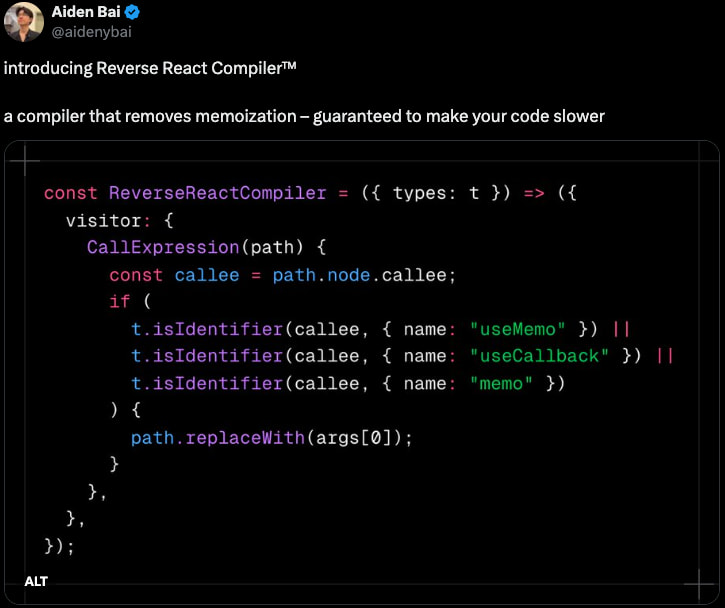 Aiden Bai
@aidenybai
introducing Reverse React Compiler™
a compiler that removes memoization – guaranteed to make your code slower
const ReverseReactCompiler = ({ types: t }) => ({
  visitor: {
    CallExpression(path) {
      const callee = path.node.callee;
      if (
        t.isIdentifier(callee, { name: "useMemo" }) ||
        t.isIdentifier(callee, { name: "useCallback" }) ||
        t.isIdentifier(callee, { name: "memo" })
      ) {
        path.replaceWith(args[0]);
      }
    },
  },
});
ALT